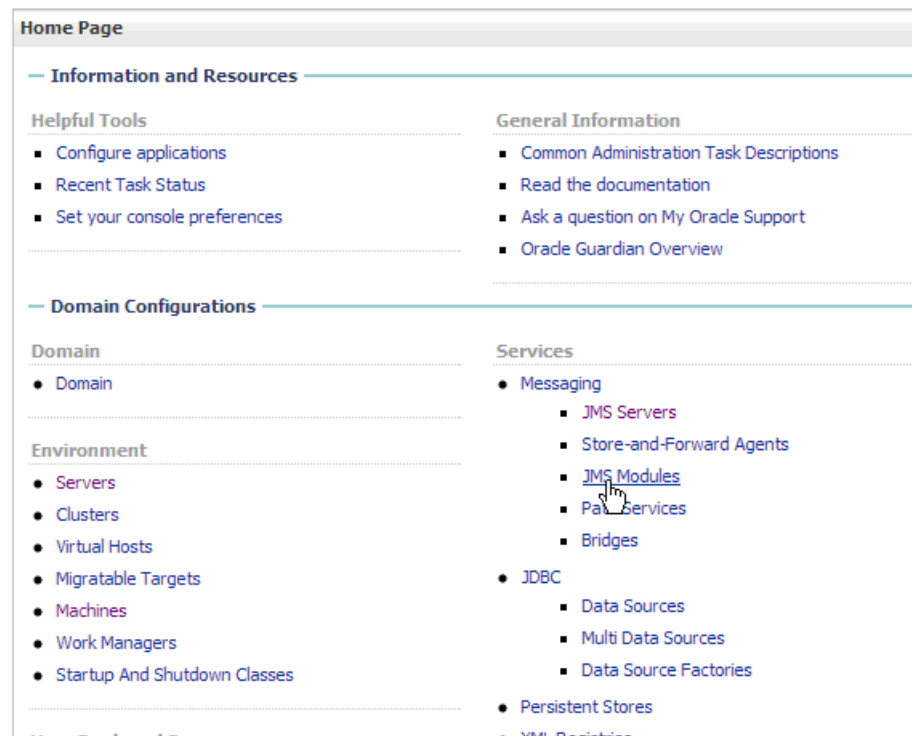 Home Page
Information and Resources
Helpful Tools
Configure applications
Recent Task Status
Set your console preferences
General Information
Common Administration Task Descriptions
Read the documentation
Ask a question on My Oracle Support
Oracle Guardian Overview
Domain Configurations
Domain
Domain
Environment
Servers
Clusters
Virtual Hosts
Migratable Targets
Machines
Work Managers
Startup And Shutdown Classes
Services
Messaging
JMS Servers
Store-and-Forward Agents
JMS Modules
Path Services
Bridges
JDBC
Data Sources
Multi Data Sources
Data Source Factories
Persistent Stores
XML Registries